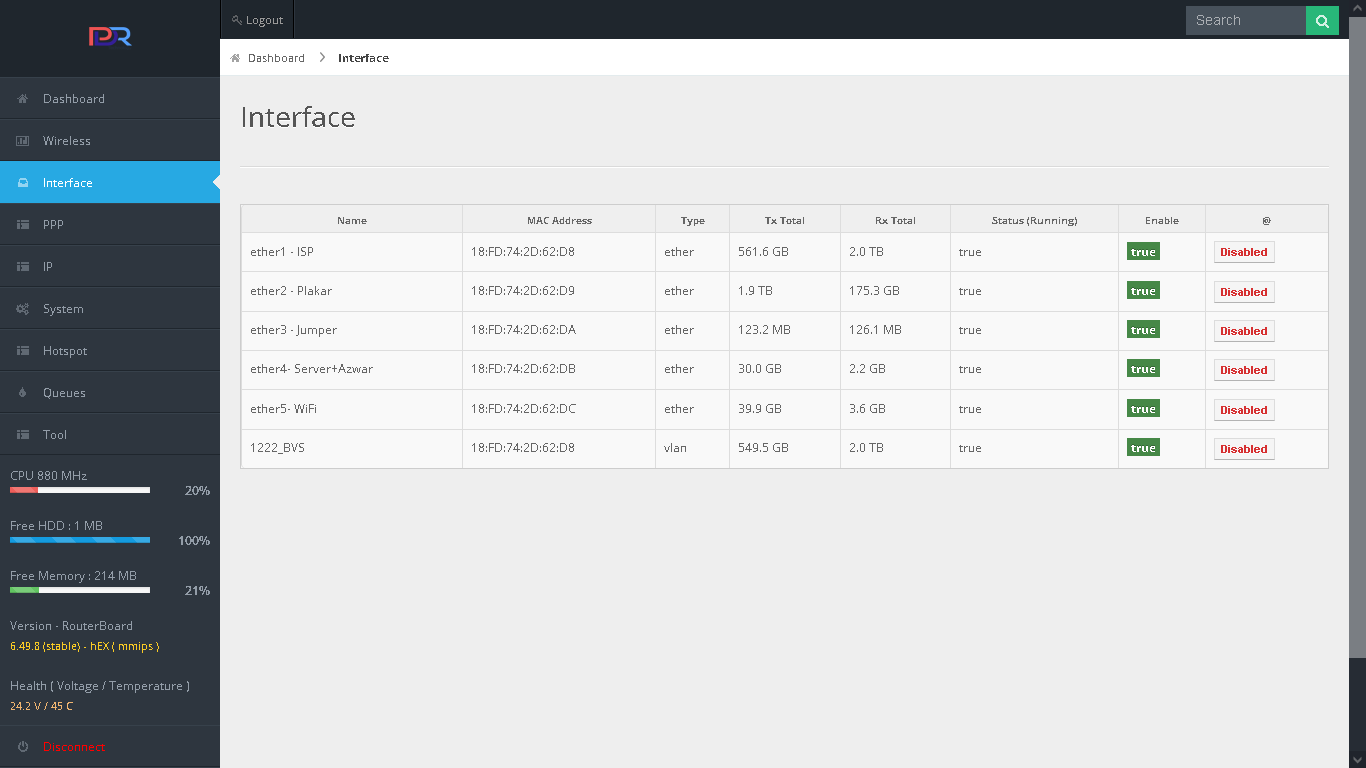 PDR
Logout
Search
Dashboard
Interface
Dashboard
Wireless
Interface
PPP
IP
System
Hotspot
Queues
Tool
CPU 880 MHz
20%
Free HDD : 1 MB
100%
Free Memory : 214 MB
21%
Version - RouterBoard
6.49.8 (stable) - hEX ( mmips )
Health ( Voltage / Temperature )
24.2 V / 45 C
Disconnect
Interface
Name MAC Address Type Tx Total Rx Total Status (Running) Enable @
ether1 - ISP 18:FD:74:2D:62:D8 ether 561.6 GB 2.0 TB true true Disabled
ether2 - Plakar 18:FD:74:2D:62:D9 ether 1.9 TB 175.3 GB true true Disabled
ether3 - Jumper 18:FD:74:2D:62:DA ether 123.2 MB 126.1 MB true true Disabled
ether4- Server+Azwar 18:FD:74:2D:62:DB ether 30.0 GB 2.2 GB true true Disabled
ether5- WiFi 18:FD:74:2D:62:DC ether 39.9 GB 3.6 GB true true Disabled
1222_BVS 18:FD:74:2D:62:D8 vlan 549.5 GB 2.0 TB true true Disabled